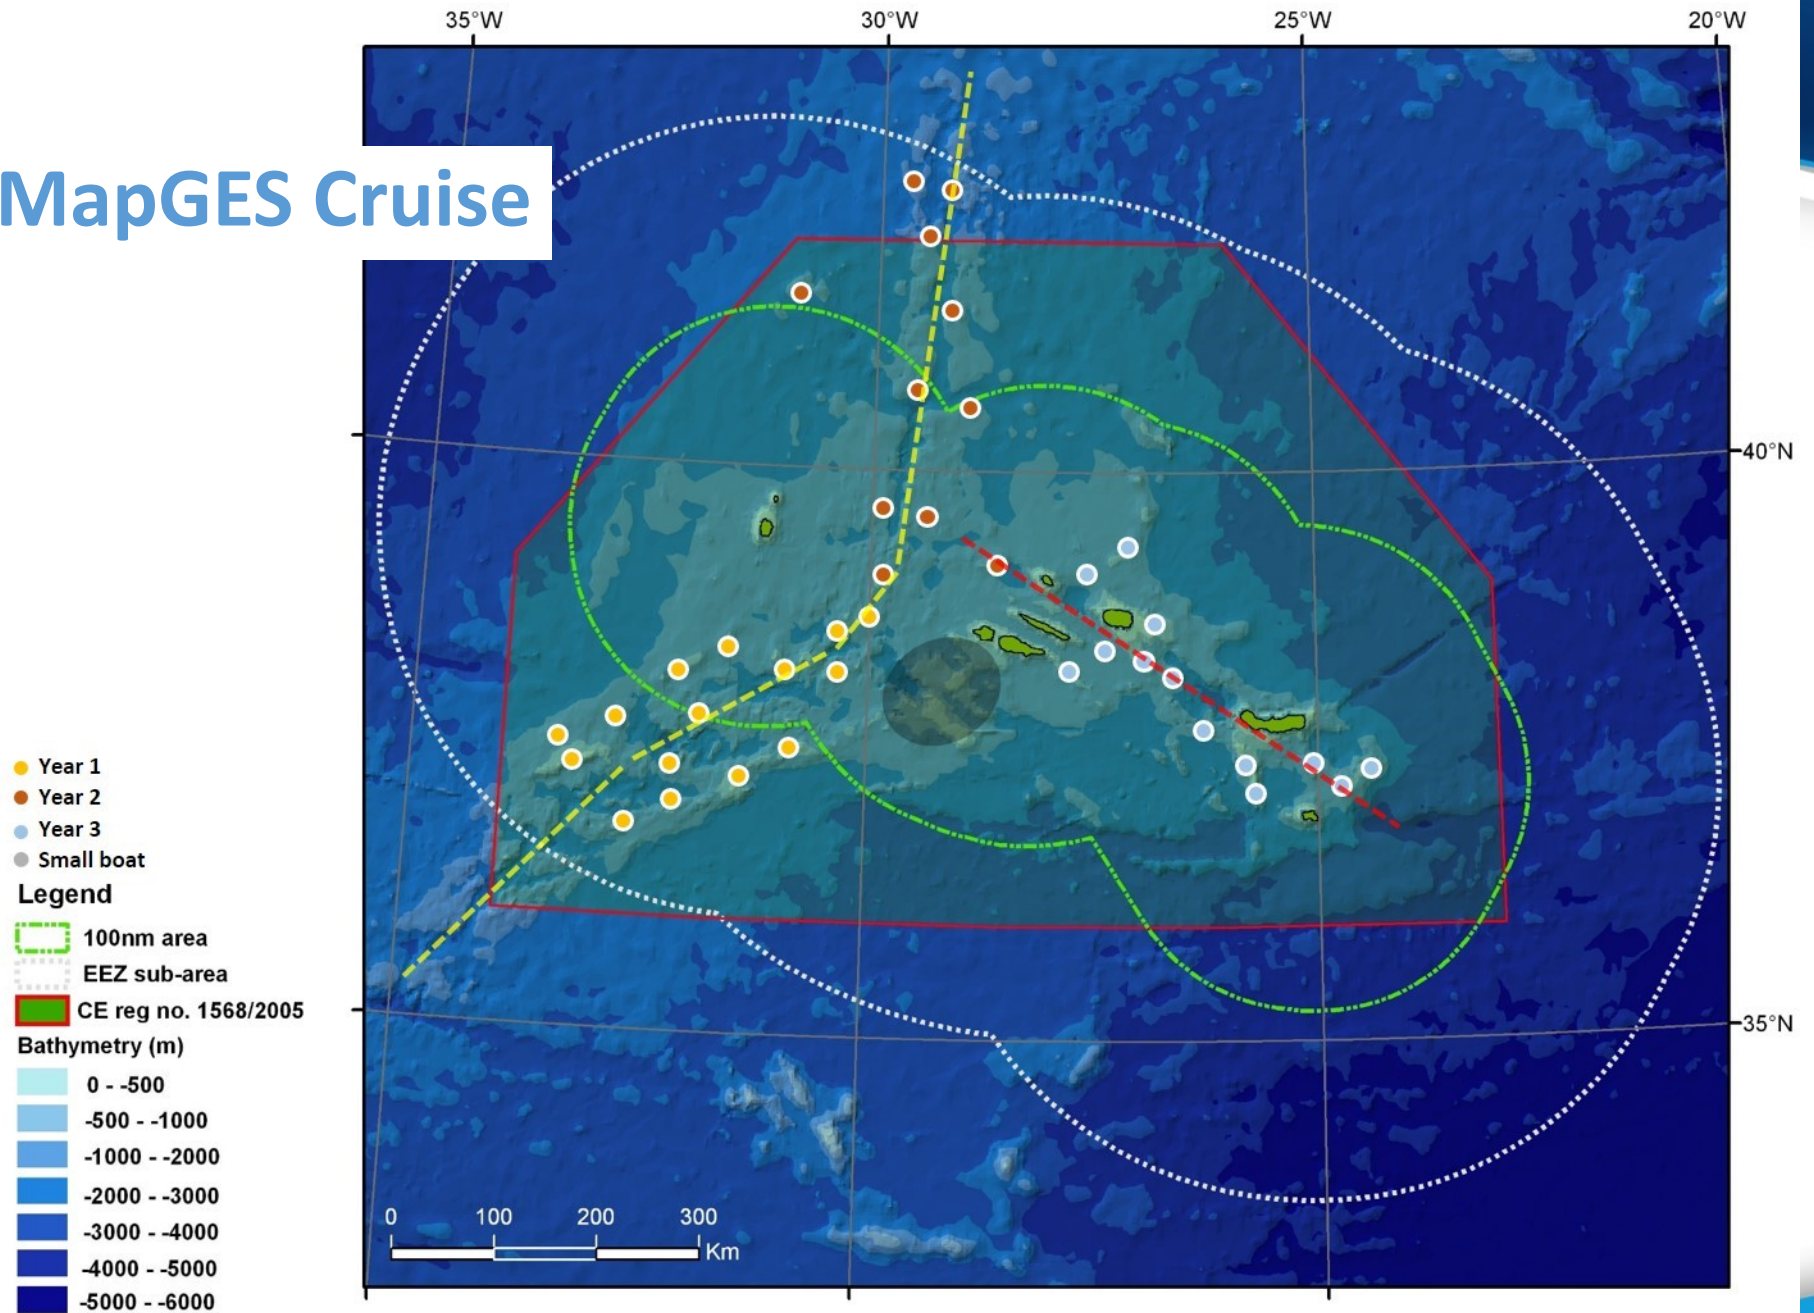 35°W 30°W 25°W 20°W
MapGES Cruise
40°N
Year 1
Year 2
Year 3
Small boat
Legend
100nm area
EEZ sub-area
CE reg no. 1568/2005
35°N
Bathymetry (m)
0 - -500
-500 - -1000
-1000 - -2000
-2000 - -3000
-3000 - -4000
-4000 - -5000
-5000 - -6000
0 100 200 300
Km